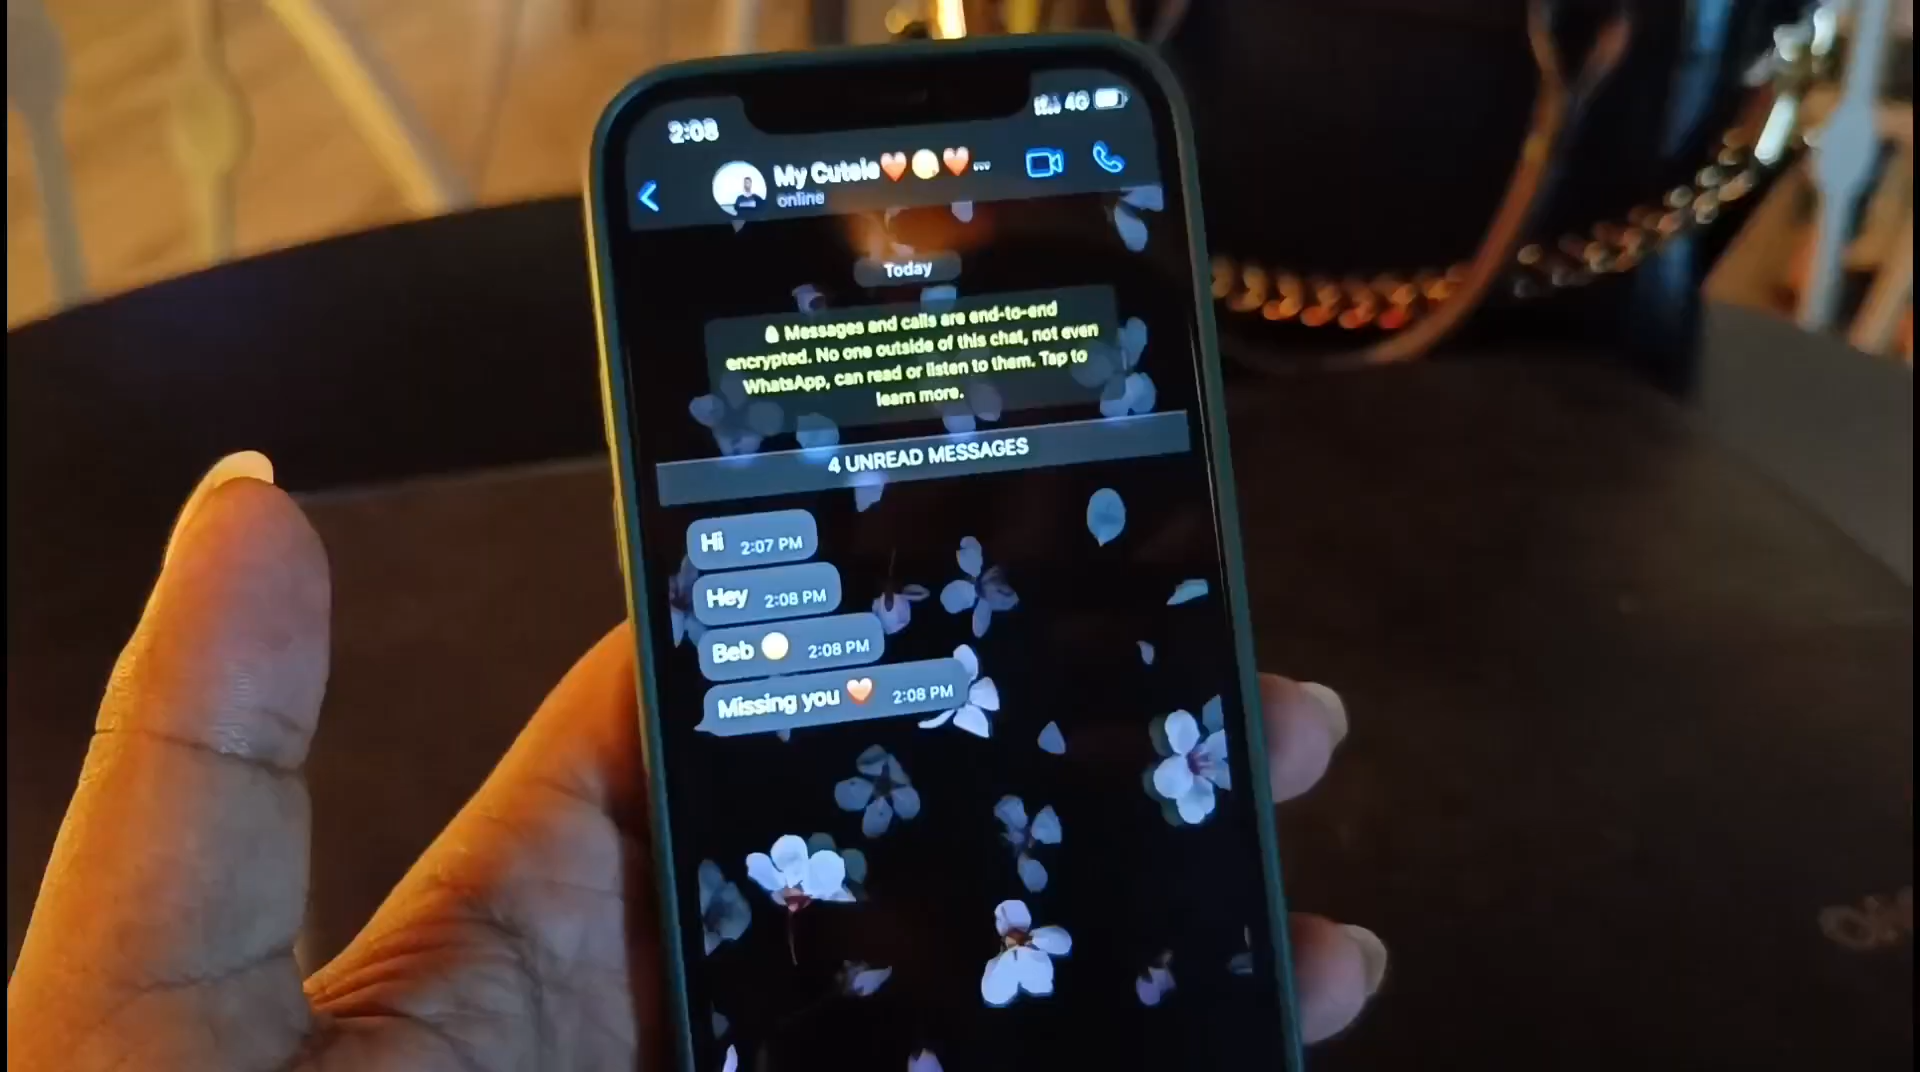 2:08
4G
My Cuteie❤️😊❤️...
online
Today
🔒 Messages and calls are end-to-end
encrypted. No one outside of this chat, not even
WhatsApp, can read or listen to them. Tap to
learn more.
4 UNREAD MESSAGES
Hi 2:07 PM
Hey 2:08 PM
Beb 2:08 PM
Missing you ❤️ 2:08 PM